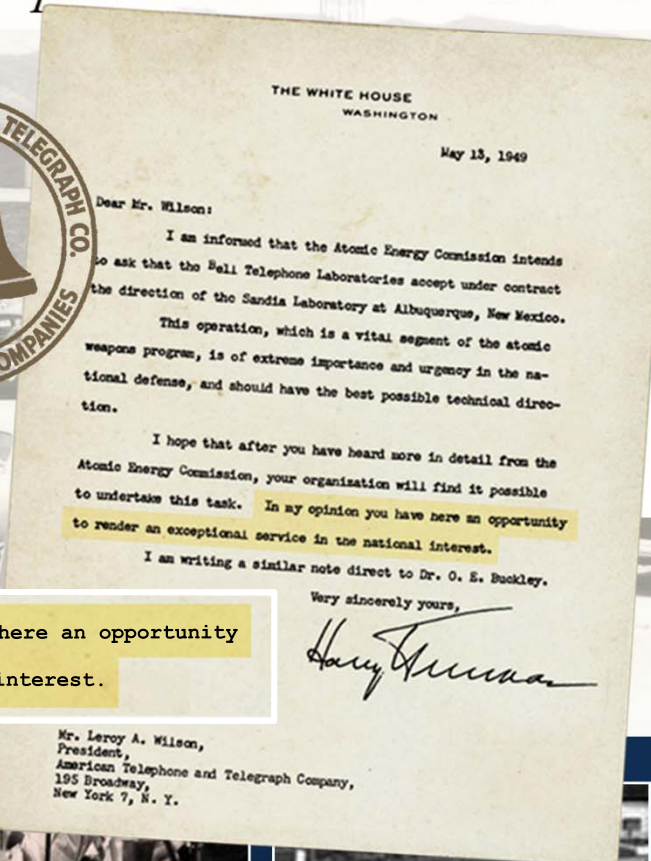 TELEGRAPH CO.
COMPANIES
THE WHITE HOUSE
WASHINGTON
May 13, 1949
Dear Mr. Wilson:
I am informed that the Atomic Energy Commission intends
to ask that the Bell Telephone Laboratories accept under contract
the direction of the Sandia Laboratory at Albuquerque, New Mexico.
This operation, which is a vital segment of the atomic
weapons program, is of extreme importance and urgency in the na-
tional defense, and should have the best possible technical direc-
tion.
I hope that after you have heard more in detail from the
Atomic Energy Commission, your organization will find it possible
to undertake this task. In my opinion you have here an opportunity
to render an exceptional service in the national interest.
I am writing a similar note direct to Dr. O. E. Buckley.
Very sincerely yours,
Harry Truman
here an opportunity
interest.
Mr. Leroy A. Wilson,
President,
American Telephone and Telegraph Company,
195 Broadway,
New York 7, N. Y.